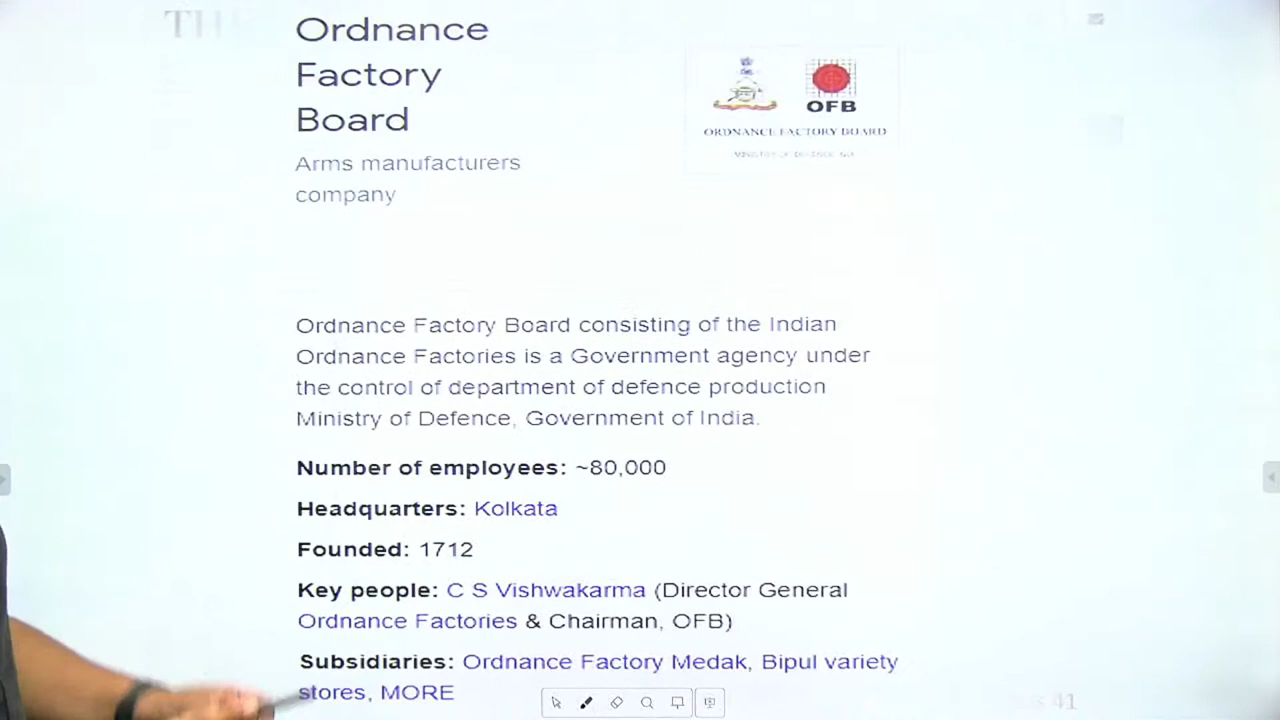 Ordnance
Factory
Board
Arms manufacturers
company
OFB
ORDNANCE FACTORY BOARD
Ordnance Factory Board consisting of the Indian
Ordnance Factories is a Government agency under
the control of department of defence production
Ministry of Defence, Government of India.
Number of employees: ~80,000
Headquarters: Kolkata
Founded: 1712
Key people: C S Vishwakarma (Director General
Ordnance Factories & Chairman, OFB)
Subsidiaries: Ordnance Factory Medak, Bipul variety
stores, MORE